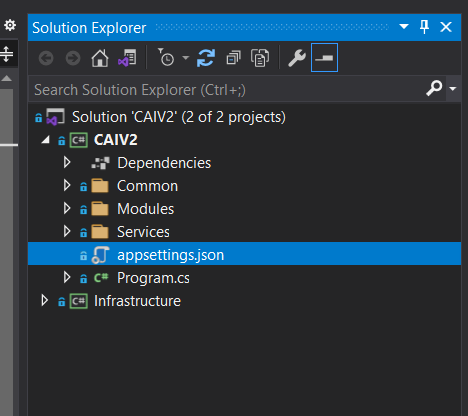 Solution Explorer
Search Solution Explorer (Ctrl+;)
Solution 'CAIV2' (2 of 2 projects)
C# CAIV2
Dependencies
Common
Modules
Services
appsettings.json
C# Program.cs
C# Infrastructure